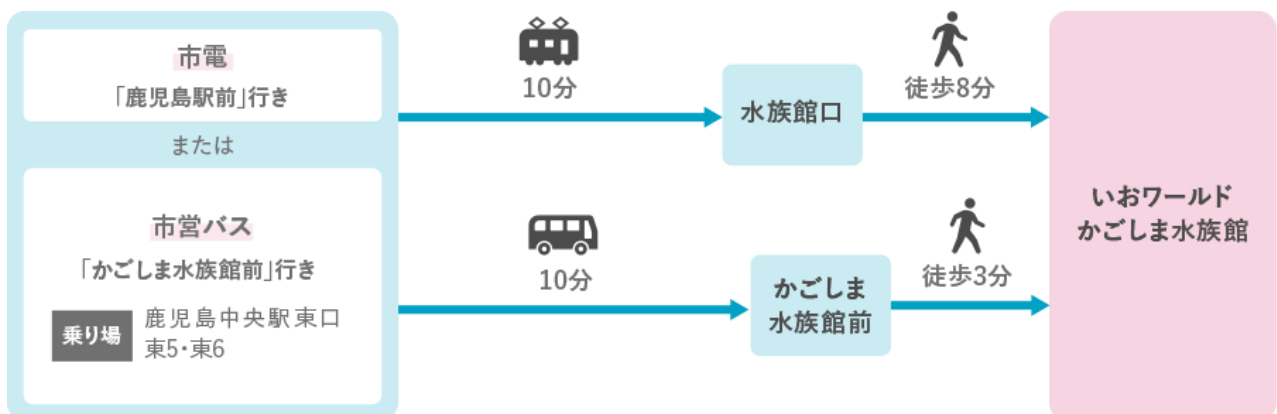 市電
「鹿児島駅前」行き
または
市営バス
「かごしま水族館前」行き
乗り場
鹿児島中央駅東口
東5・東6
10分
水族館口
徒歩8分
10分
かごしま
水族館前
徒歩3分
いおワールド
かごしま水族館